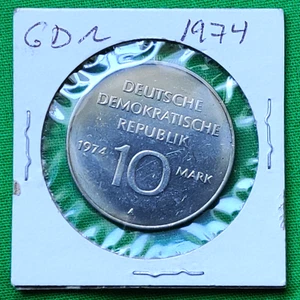 GDR 1974
DEUTSCHE
DEMOKRATISCHE
REPUBLIK
1974 10 MARK
A